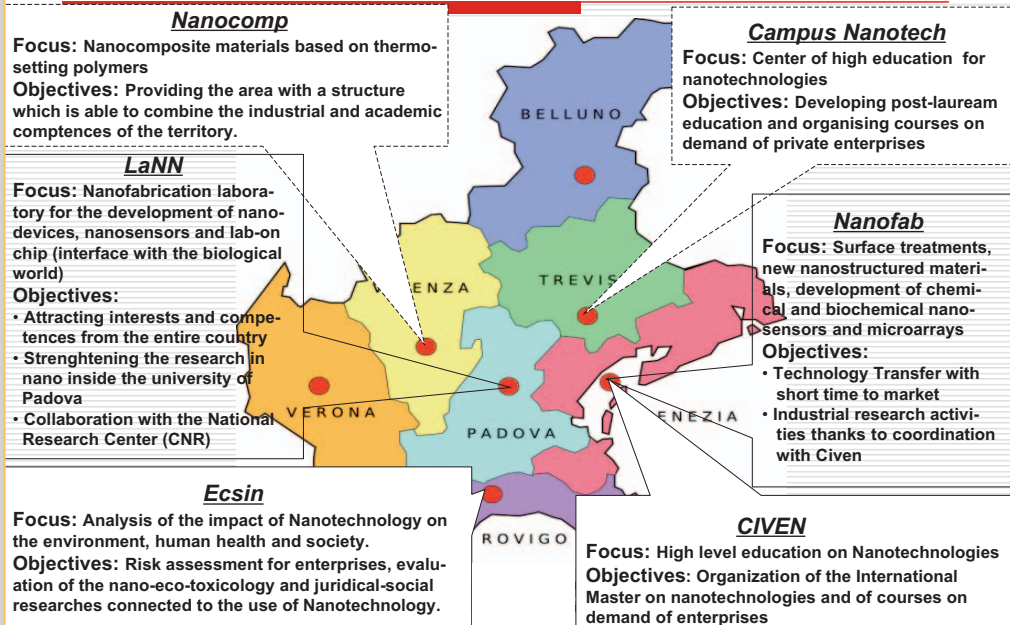 Nanocomp
Focus: Nanocomposite materials based on thermo-
setting polymers
Objectives: Providing the area with a structure
which is able to combine the industrial and academic
comptences of the territory.
Campus Nanotech
Focus: Center of high education for
nanotechnologies
Objectives: Developing post-lauream
education and organising courses on
demand of private enterprises
BELLUNO
LaNN
Focus: Nanofabrication labora-
tory for the development of nano-
devices, nanosensors and lab-on
chip (interface with the biological
world)
Objectives:
• Attracting interests and compe-
tences from the entire country
• Strenghtening the research in
nano inside the university of
Padova
• Collaboration with the National
Research Center (CNR)
ENZA
TREVIS
VERONA
PADOVA
ENEZIA
Nanofab
Focus: Surface treatments,
new nanostructured materi-
als, development of chemi-
cal and biochemical nano-
sensors and microarrays
Objectives:
• Technology Transfer with
short time to market
• Industrial research activi-
ties thanks to coordination
with Civen
Ecsin
Focus: Analysis of the impact of Nanotechnology on
the environment, human health and society.
Objectives: Risk assessment for enterprises, evalu-
ation of the nano-eco-toxicology and juridical-social
researches connected to the use of Nanotechnology.
ROVIGO
CIVEN
Focus: High level education on Nanotechnologies
Objectives: Organization of the International
Master on nanotechnologies and of courses on
demand of enterprises